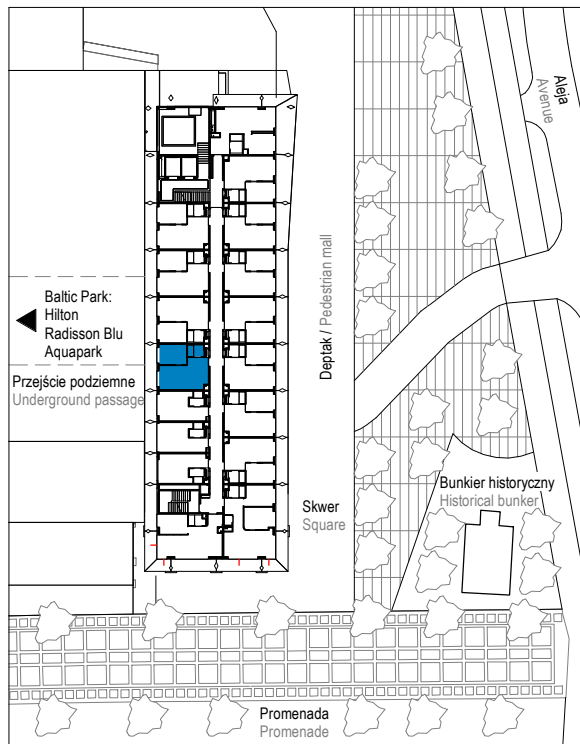 Aleja
Avenue
Baltic Park:
Hilton
Radisson Blu
Aquapark
Przejście podziemne
Underground passage
Deptak / Pedestrian mall
Bunkier historyczny
Historical bunker
Skwer
Square
Promenada
Promenade